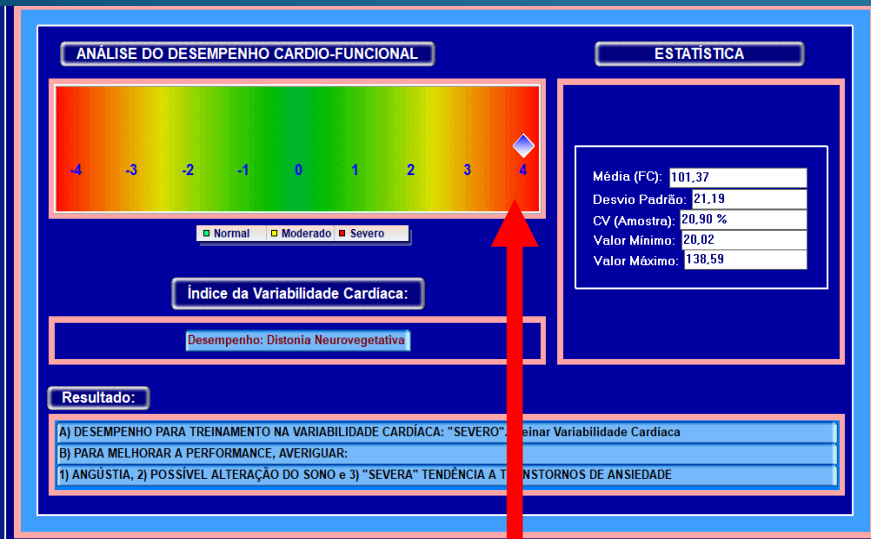 ANÁLISE DO DESEMPENHO CARDIO-FUNCIONAL
ESTATÍSTICA
-4 -3 -2 -1 0 1 2 3 4
Normal Moderado Severo
Média (FC): 101,37
Desvio Padrão: 21,19
CV (Amostra): 20,90 %
Valor Mínimo: 20,02
Valor Máximo: 138,59
Índice da Variabilidade Cardíaca:
Desempenho: Distonia Neurovegetativa
Resultado:
A) DESEMPENHO PARA TREINAMENTO NA VARIABILIDADE CARDÍACA: "SEVERO". Variabilidade Cardíaca
B) PARA MELHORAR A PERFORMANCE, AVERIGUAR:
1) ANGÚSTIA, 2) POSSÍVEL ALTERAÇÃO DO SONO e 3) "SEVERA" TENDÊNCIA A ANSIEDADE